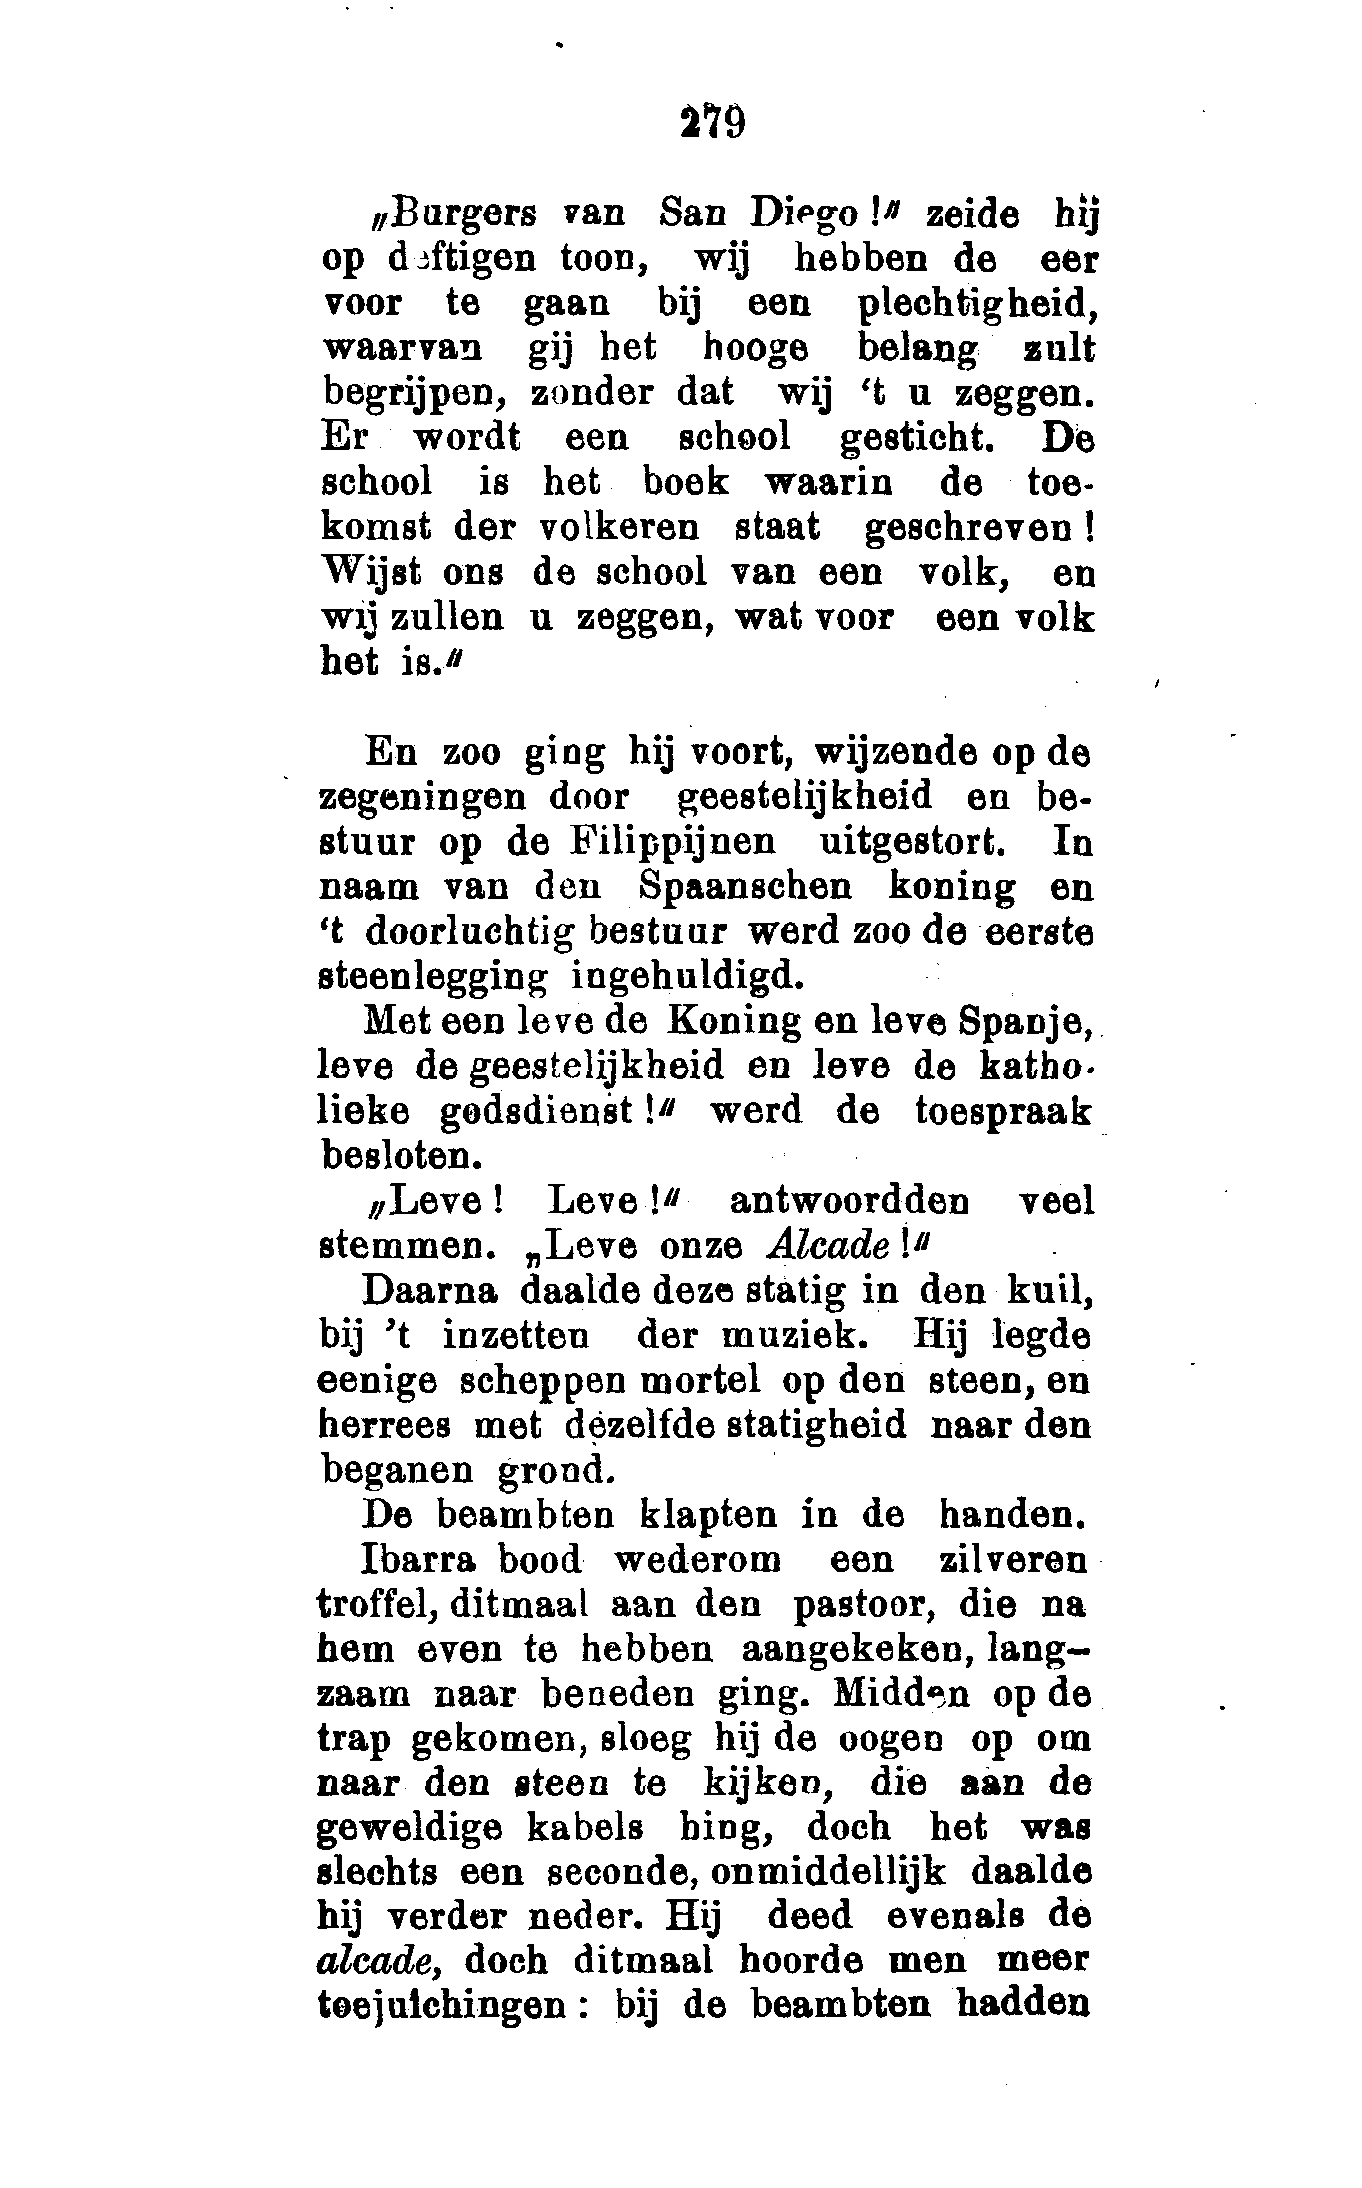 279
„Burgers van San Diego!" zeide hij
op deftigen toon, wij hebben de eer
voor te gaan bij een plechtigheid,
waarvan gij het hooge belang zult
begrijpen, zonder dat wij ‘t u zeggen.
Er wordt een school gesticht. De
school is het boek waarin de toe-
komst der volkeren staat geschreven!
Wijst ons de school van een volk, en
wij zullen u zeggen, wat voor een volk
het is."
En zoo ging hij voort, wijzende op de
zegeningen door geestelijkheid en be-
stuur op de Filippijnen uitgestort. In
naam van den Spaanschen koning en
‘t doorluchtig bestuur werd zoo de eerste
steenlegging ingehuldigd.
Met een leve de Koning en leve Spanje,
leve de geestelijkheid en leve de katho-
lieke godsdienst!" werd de toespraak
besloten.
„Leve! Leve!" antwoordden veel
stemmen. „Leve onze Alcade!"
Daarna daalde deze statig in den kuil,
bij ’t inzetten der muziek. Hij legde
eenige scheppen mortel op den steen, en
herrees met dezelfde statigheid naar den
beganen grond.
De beambten klapten in de handen.
Ibarra bood wederom een zilveren
troffel, ditmaal aan den pastoor, die na
hem even te hebben aangekeken, lang-
zaam naar beneden ging. Midden op de
trap gekomen, sloeg hij de oogen op om
naar den steen te kijken, die aan de
geweldige kabels hing, doch het was
slechts een seconde, onmiddellijk daalde
hij verder neder. Hij deed evenals de
alcade, doch ditmaal hoorde men meer
toejuichingen: bij de beambten hadden